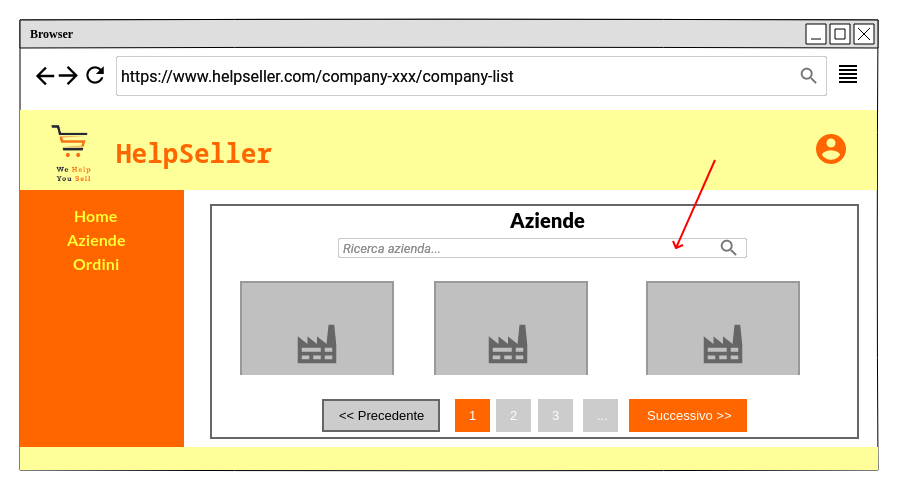 Browser
https://www.helpseller.com/company-xxx/company-list
We Help
You Sell
HelpSeller
Home
Aziende
Ordini
Aziende
Ricerca azienda...
<< Precedente
1
2
3
...
Successivo >>